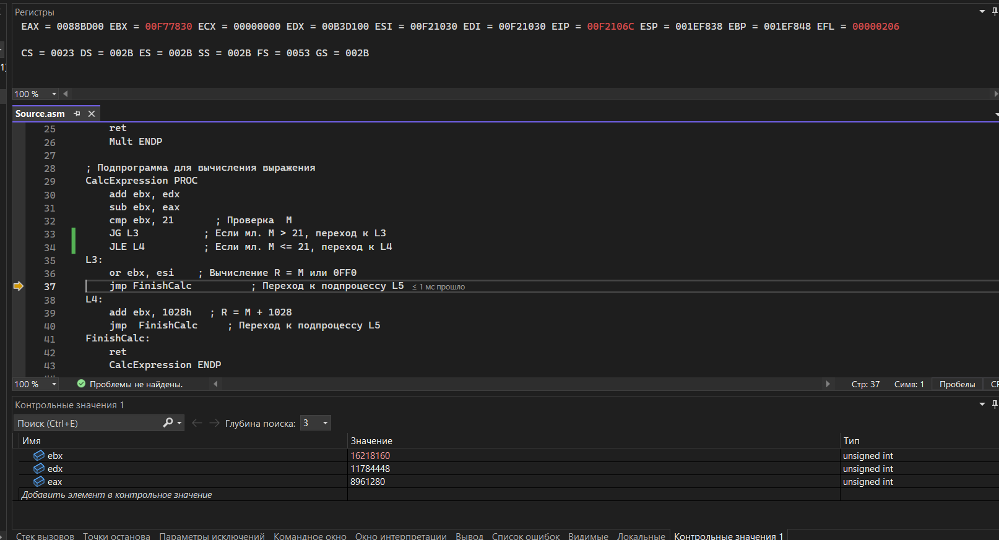 Регистры
EAX = 0088BD00 EBX = 00F77830 ECX = 00000000 EDX = 00B3D100 ESI = 00F21030 EDI = 00F21030 EIP = 00F2106C ESP = 001EF838 EBP = 001EF848 EFL = 00000206
CS = 0023 DS = 002B ES = 002B SS = 002B FS = 0053 GS = 002B
1)
100 %
Source.asm
25 ret
26 Mult ENDP
27
28 ; Подпрограмма для вычисления выражения
29 CalcExpression PROC
30 add ebx, edx
31 sub ebx, eax
32 cmp ebx, 21 ; Проверка M
33 JG L3 ; Если мл. M > 21, переход к L3
34 JLE L4 ; Если мл. M <= 21, переход к L4
35 L3:
36 or ebx, esi ; Вычисление R = M или 0FF0
37 jmp FinishCalc ; Переход к подпроцессу L5 ≤ 1 мс прошло
38 L4:
39 add ebx, 1028h ; R = M + 1028
40 jmp FinishCalc ; Переход к подпроцессу L5
41 FinishCalc:
42 ret
43 CalcExpression ENDP
100 % Проблемы не найдены. Стр: 37 Симв: 1 Пробелы
Контрольные значения 1
Поиск (Ctrl+E) Глубина поиска: 3
Имя Значение Тип
ebx 16218160 unsigned int
edx 11784448 unsigned int
eax 8961280 unsigned int
Добавить элемент в контрольное значение
Стек вызовов Точки останова Параметры исключений Командное окно Окно интерпретации Вывод Список ошибок Видимые Локальные Контрольные значения 1